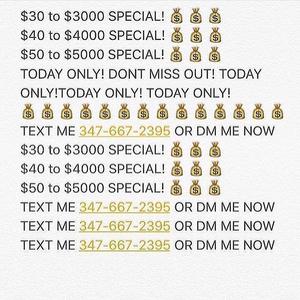 $30 to $3000 SPECIAL! 💰 💰 💰
$40 to $4000 SPECIAL! 💰 💰 💰
$50 to $5000 SPECIAL! 💰 💰 💰
TODAY ONLY! DONT MISS OUT! TODAY
ONLY!TODAY ONLY! TODAY ONLY!
💰 💰 💰 💰 💰 💰 💰 💰 💰 💰 💰 💰 💰 💰
TEXT ME 347-667-2395 OR DM ME NOW
$30 to $3000 SPECIAL! 💰 💰 💰
$40 to $4000 SPECIAL! 💰 💰 💰
$50 to $5000 SPECIAL! 💰 💰 💰
TEXT ME 347-667-2395 OR DM ME NOW
TEXT ME 347-667-2395 OR DM ME NOW
TEXT ME 347-667-2395 OR DM ME NOW